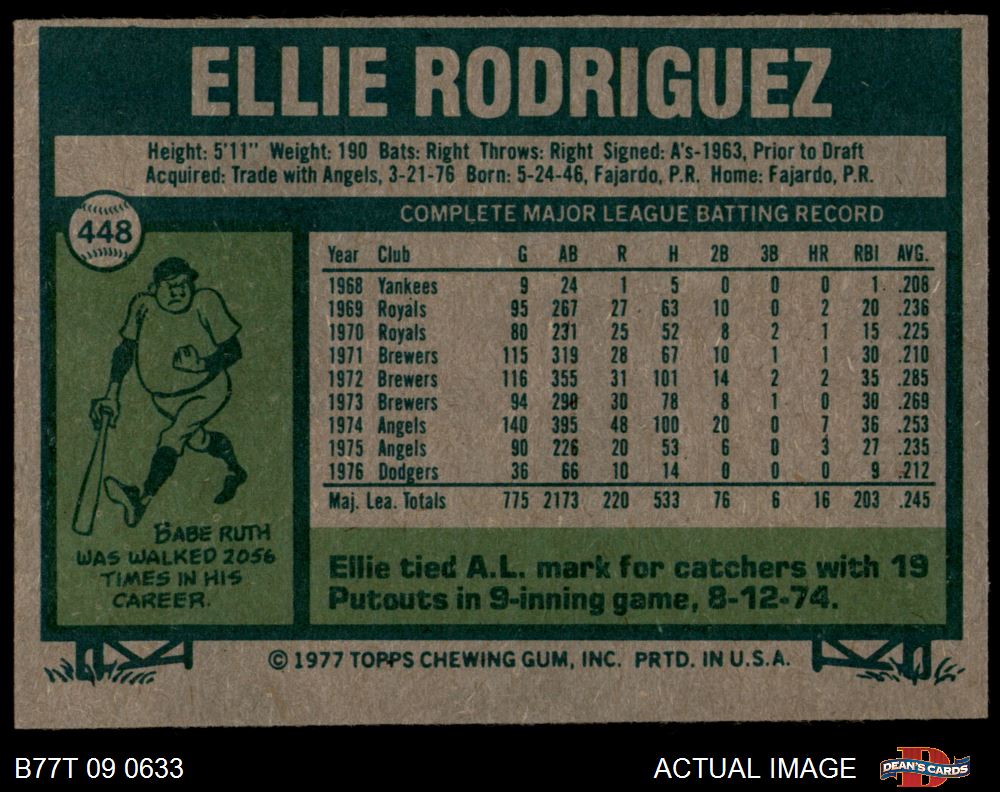 ELLIE RODRIGUEZ
Height: 5'11" Weight: 190 Bats: Right Throws: Right Signed: A's-1963, Prior to Draft
Acquired: Trade with Angels, 3-21-76 Born: 5-24-46, Fajardo, P.R. Home: Fajardo, P.R.
448
COMPLETE MAJOR LEAGUE BATTING RECORD
Year Club G AB R H 2B 3B HR RBI AVG.
1968 Yankees 9 24 1 5 0 0 0 1 .208
1969 Royals 95 267 27 63 10 0 2 20 .236
1970 Royals 80 231 25 52 8 2 1 15 .225
1971 Brewers 115 319 28 67 10 1 1 30 .210
1972 Brewers 116 355 31 101 14 2 2 35 .285
1973 Brewers 94 290 30 78 8 1 0 30 .269
1974 Angels 140 395 48 100 20 0 7 36 .253
1975 Angels 90 226 20 53 6 0 3 27 .235
1976 Dodgers 36 66 10 14 0 0 0 9 .212
Maj. Lea. Totals 775 2173 220 533 76 6 16 203 .245
BABE RUTH
WAS WALKED 2056
TIMES IN HIS
CAREER.
Ellie tied A.L. mark for catchers with 19
Putouts in 9-inning game, 8-12-74.
© 1977 TOPPS CHEWING GUM, INC. PRTD. IN U.S.A.
B77T 09 0633
ACTUAL IMAGE
D
DEAN'S CARDS